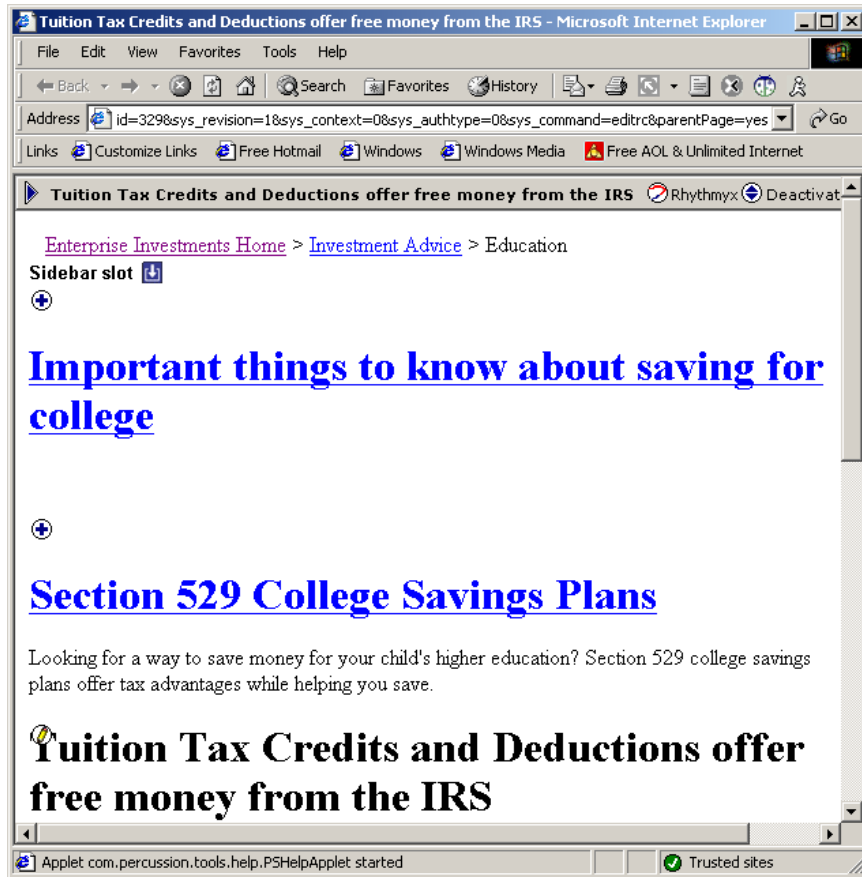 Tuition Tax Credits and Deductions offer free money from the IRS - Microsoft Internet Explorer
File Edit View Favorites Tools Help
Back Search Favorites History
Address id=329&sys_revision=1&sys_context=0&sys_authtype=0&sys_command=editrc&parentPage=yes Go
Links Customize Links Free Hotmail Windows Windows Media Free AOL & Unlimited Internet
Tuition Tax Credits and Deductions offer free money from the IRS Rhythmyx Deactivat
Enterprise Investments Home > Investment Advice > Education
Sidebar slot
Important things to know about saving for
college
Section 529 College Savings Plans
Looking for a way to save money for your child's higher education? Section 529 college savings
plans offer tax advantages while helping you save.
Tuition Tax Credits and Deductions offer
free money from the IRS
Applet com.percussion.tools.help.PSHelpApplet started Trusted sites